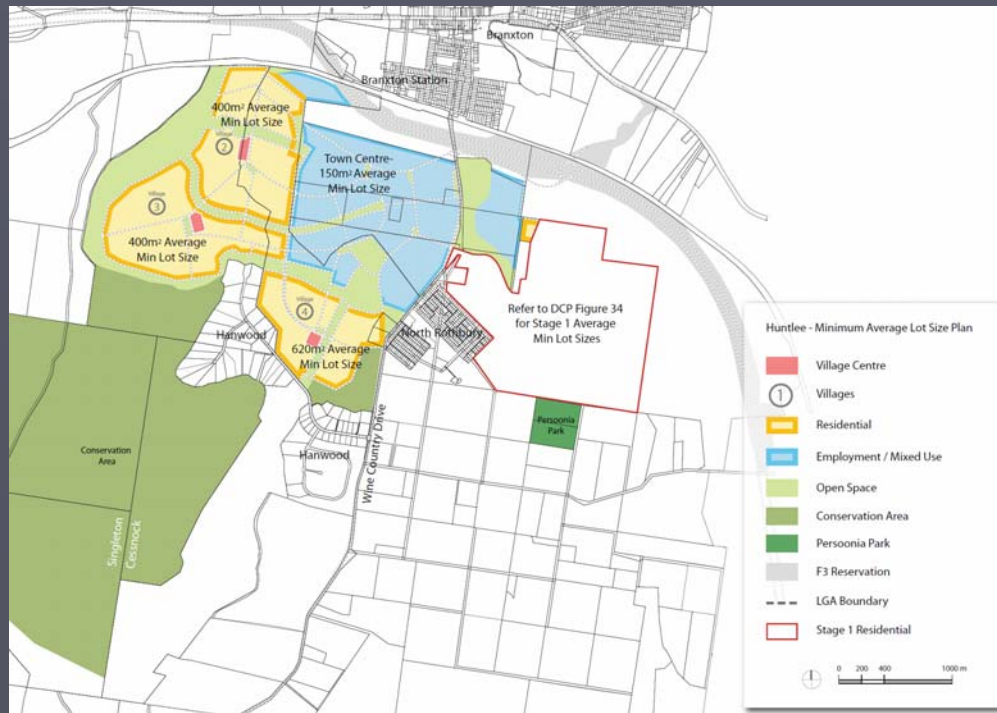 Branxton
Branxton Station
400m² Average
Min Lot Size
Village
2
Town Centre-
150m² Average
Min Lot Size
Village
3
400m² Average
Min Lot Size
Village
4
Hanwood
620m² Average
Min Lot Size
North Rothbury
Refer to DCP Figure 34
for Stage 1 Average
Min Lot Sizes
Persoonia
Park
Hanwood
Wine Country Drive
Conservation
Area
Singleton
Cessnock
Huntlee - Minimum Average Lot Size Plan
Village Centre
1 Villages
Residential
Employment / Mixed Use
Open Space
Conservation Area
Persoonia Park
F3 Reservation
LGA Boundary
Stage 1 Residential
0 200 400 1000 m